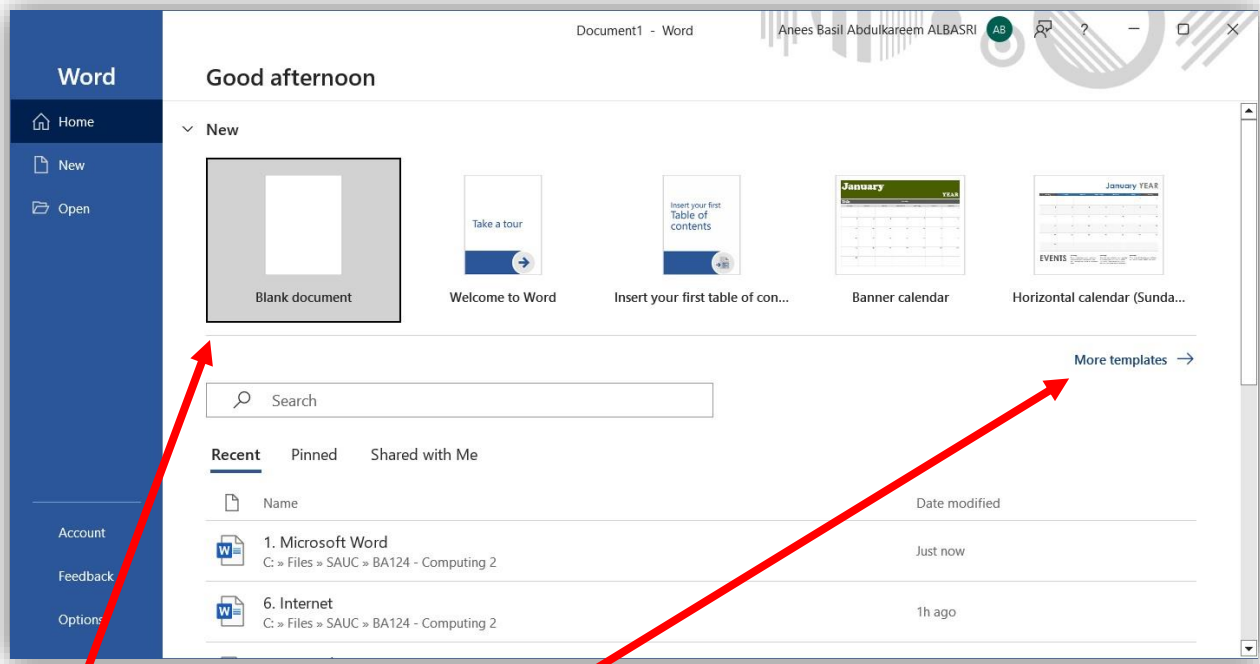 Document1 - Word
Anees Basil Abdulkareem ALBASRI
AB
?
Word
Good afternoon
Home
New
New
Open
Take a tour
Insert your first
Table of
contents
January
YEAR
January YEAR
EVENTS
Blank document
Welcome to Word
Insert your first table of con...
Banner calendar
Horizontal calendar (Sunda...
More templates
Search
Recent
Pinned
Shared with Me
Name
Date modified
1. Microsoft Word
C: » Files » SAUC » BA124 - Computing 2
Just now
6. Internet
C: » Files » SAUC » BA124 - Computing 2
1h ago
Account
Feedback
Options